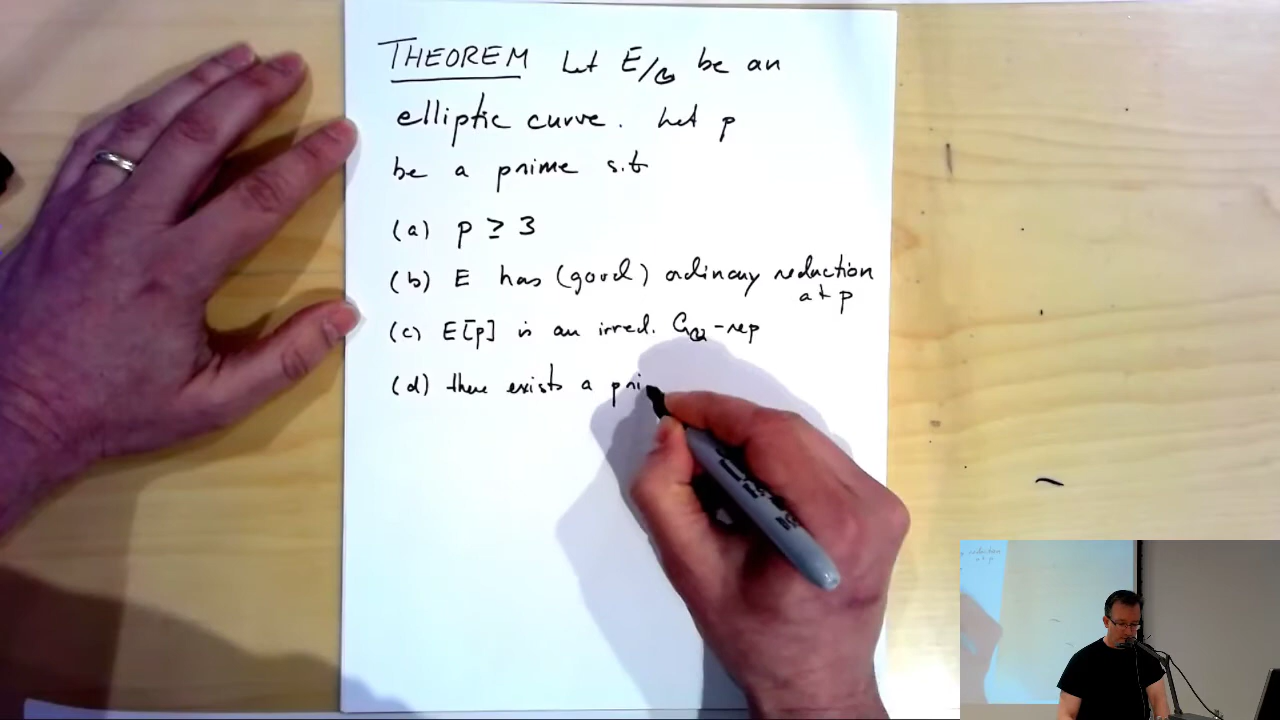 THEOREM Let E/Q be an
elliptic curve. Let p
be a prime s.t
(a) p ≥ 3
(b) E has (good) ordinary reduction
at p
(c) E[p] is an irred. G_Q-rep
(d) there exists a pri